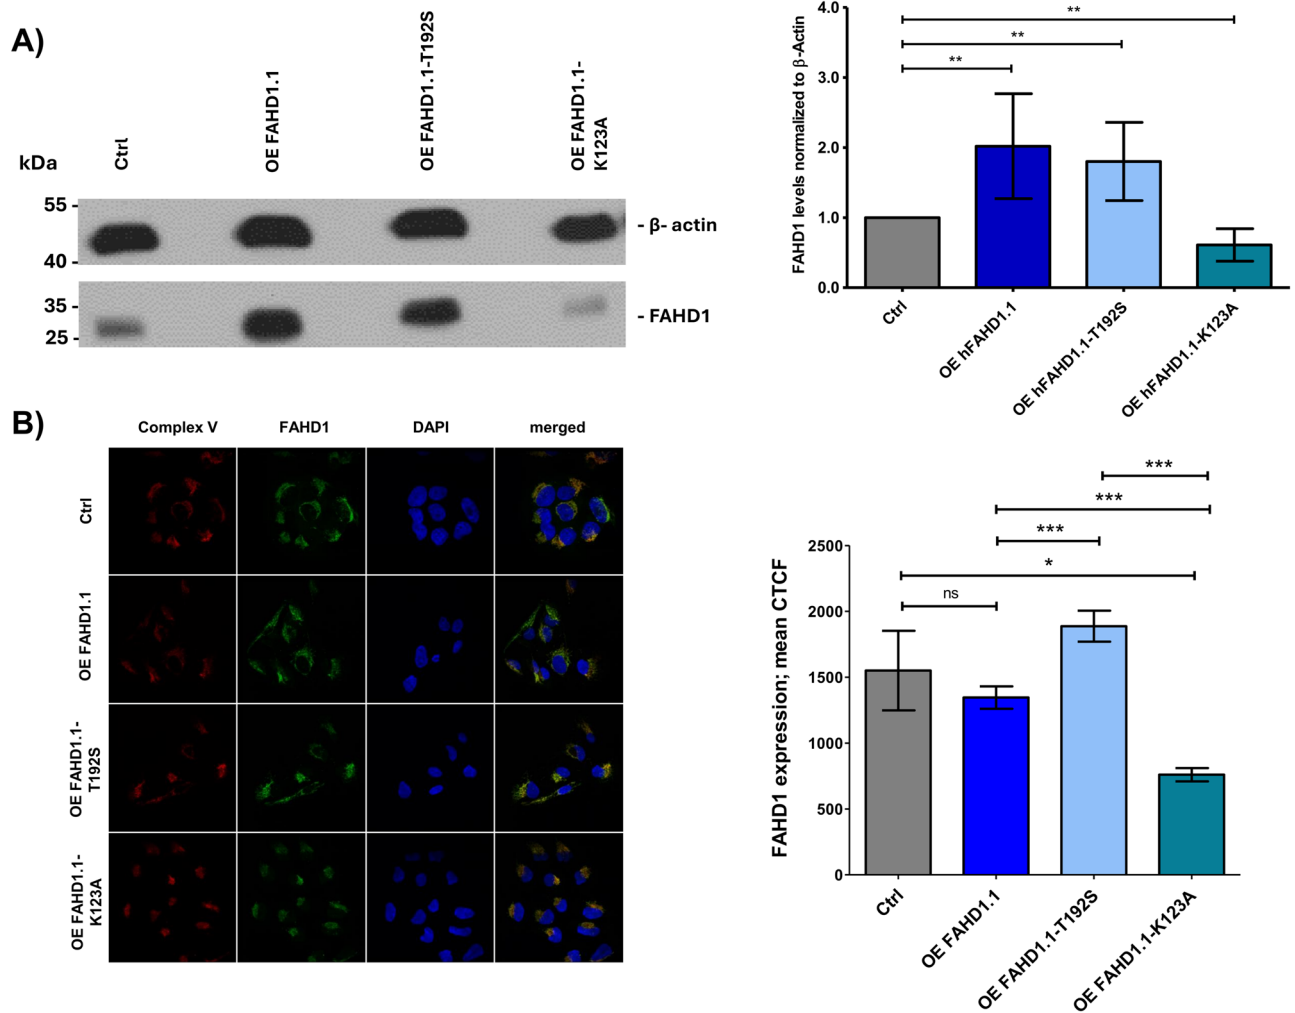 A)
kDa
Ctrl
OE FAHD1.1
OE FAHD1.1-T192S
OE FAHD1.1-
K123A
55 -
40 -
- β- actin
35 -
25 -
- FAHD1
FAHD1 levels normalized to β-Actin
4.0
3.0
2.0
1.0
0.0
**
**
**
Ctrl
OE hFAHD1.1
OE hFAHD1.1-T192S
OE hFAHD1.1-K123A
B)
Complex V
FAHD1
DAPI
merged
Ctrl
OE FAHD1.1
OE FAHD1.1-
T192S
OE FAHD1.1-
K123A
FAHD1 expression; mean CTCF
2500
2000
1500
1000
500
0
***
***
***
*
ns
Ctrl
OE FAHD1.1
OE FAHD1.1-T192S
OE FAHD1.1-K123A